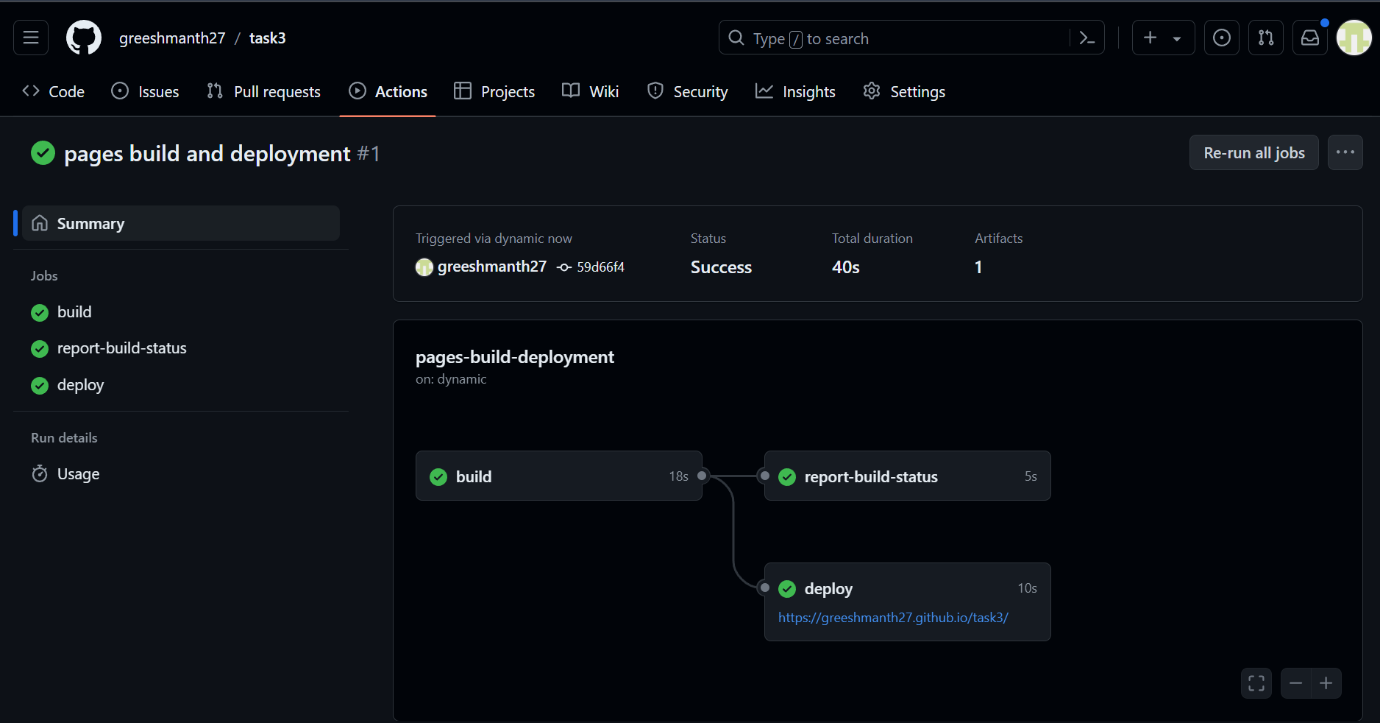 greeshmanth27 / task3
Type / to search
Code Issues Pull requests Actions Projects Wiki Security Insights Settings
pages build and deployment #1
Re-run all jobs
Summary
Jobs
build
report-build-status
deploy
Run details
Usage
Triggered via dynamic now
greeshmanth27 59d66f4
Status
Success
Total duration
40s
Artifacts
1
pages-build-deployment
on: dynamic
build 18s
report-build-status 5s
deploy 10s
https://greeshmanth27.github.io/task3/